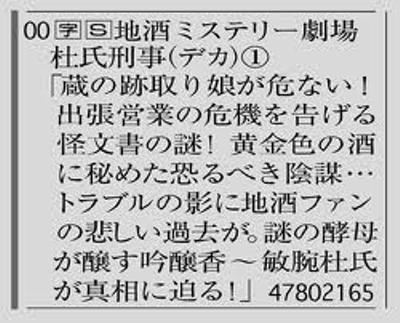 00 字 S 地酒ミステリー劇場
杜氏刑事(デカ)①
「蔵の跡取り娘が危ない!
出張営業の危機を告げる
怪文書の謎! 黄金色の酒
に秘めた恐るべき陰謀…
トラブルの影に地酒ファン
の悲しい過去が。謎の酵母
が醸す吟醸香〜敏腕杜氏
が真相に迫る!」 47802165